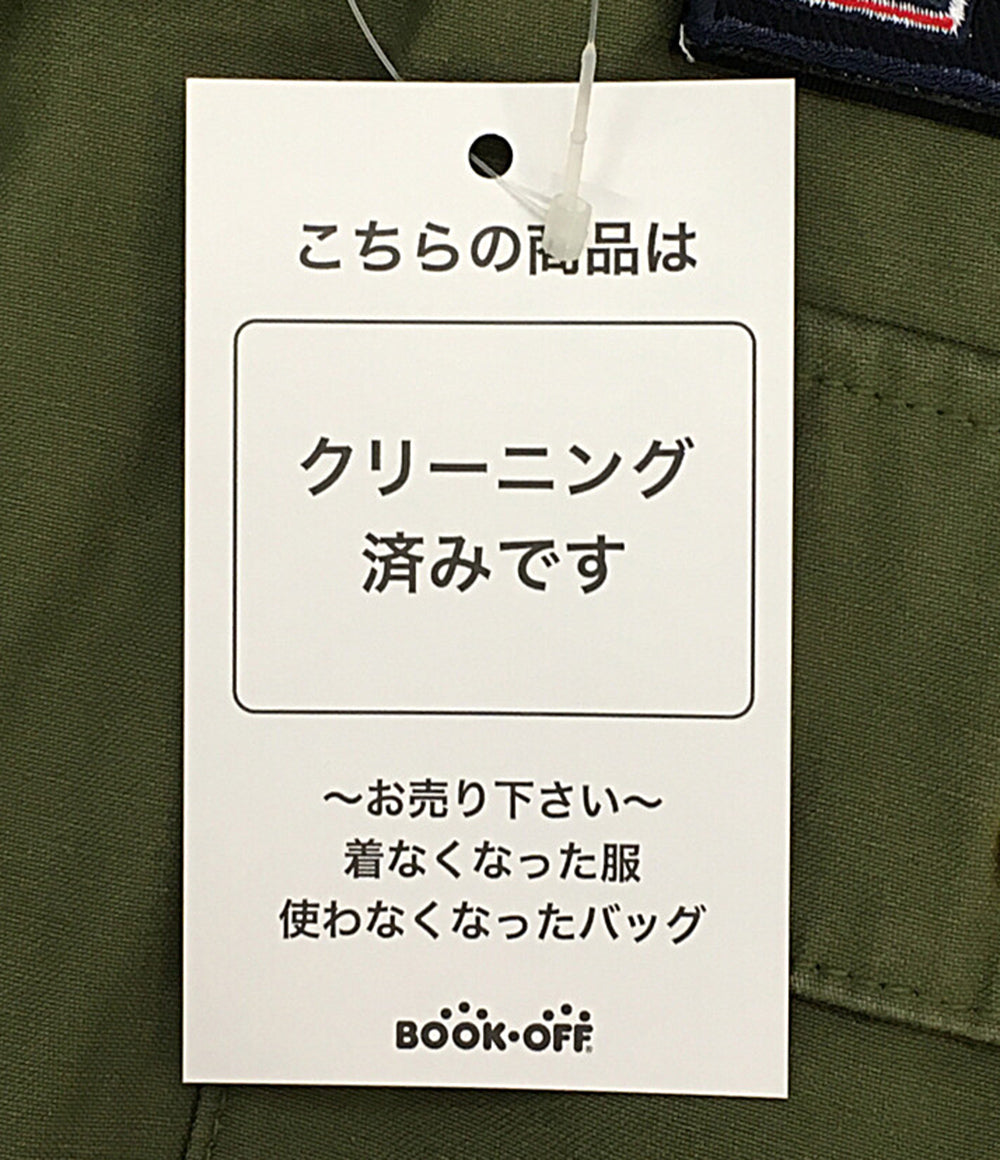 こちらの商品は
クリーニング
済みです
～お売り下さい～
着なくなった服
使わなくなったバッグ
BOOK・OFF®